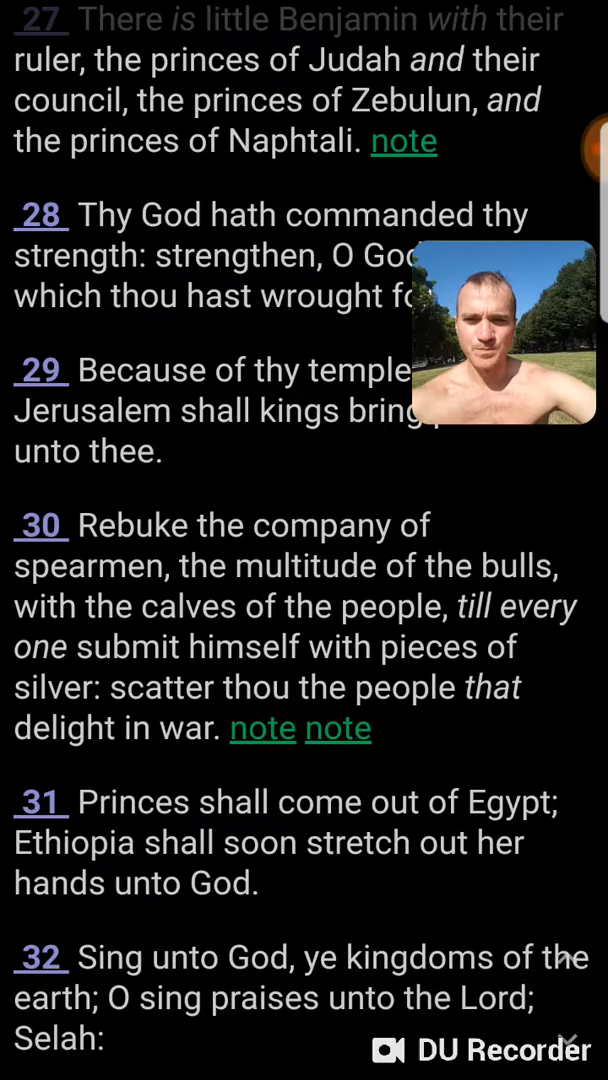 27 There is little Benjamin with their
ruler, the princes of Judah and their
council, the princes of Zebulun, and
the princes of Naphtali. note
28 Thy God hath commanded thy
strength: strengthen, O God
which thou hast wrought
29 Because of thy temple
Jerusalem shall kings bring
unto thee.
30 Rebuke the company of
spearmen, the multitude of the bulls,
with the calves of the people, till every
one submit himself with pieces of
silver: scatter thou the people that
delight in war. note note
31 Princes shall come out of Egypt;
Ethiopia shall soon stretch out her
hands unto God.
32 Sing unto God, ye kingdoms of the
earth; O sing praises unto the Lord;
Selah:
DU Recorder